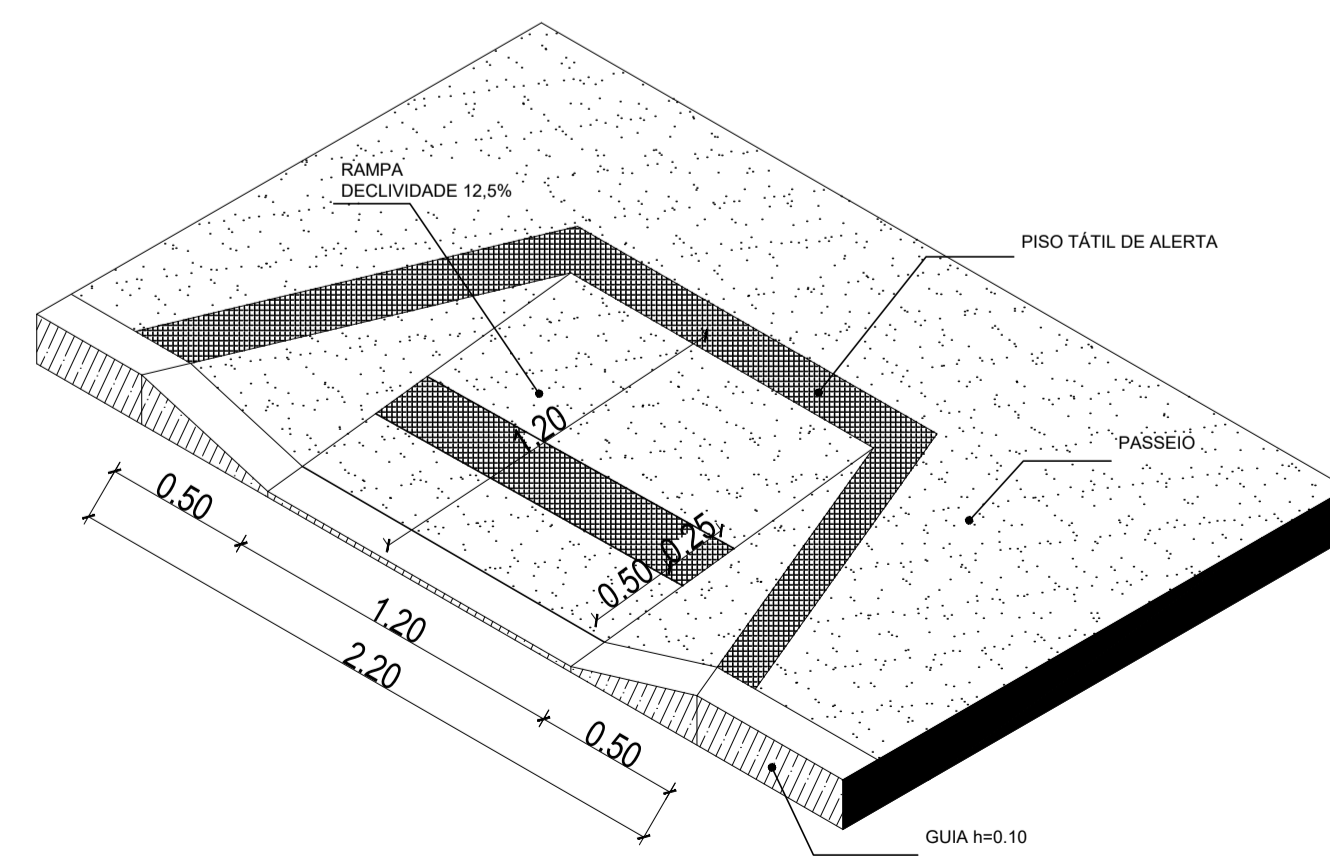 RAMPA
DECLIVIDADE 12,5%
PISO TÁTIL DE ALERTA
PASSEIO
1.20
0.25
0.50
0.50
1.20
2.20
0.50
GUIA h=0.10